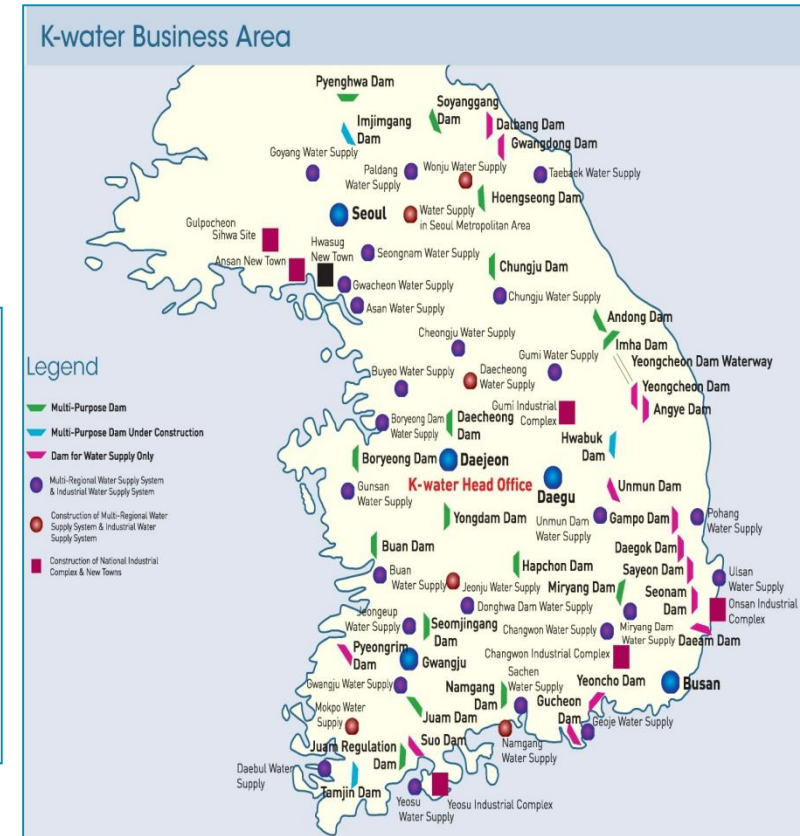 K-water Business Area
Pyenghwa Dam
Soyanggang
Dam
Imjimgang
Dam
Dalbang Dam
Gwangdong Dam
Goyang Water Supply
Paldang
Water Supply
Wonju Water Supply
Taebaek Water Supply
Hoengseong Dam
Seoul
Water Supply
in Seoul Metropolitan Area
Gulpocheon
Sihwa Site
Hwasug
New Town
Ansan New Town
Seongnam Water Supply
Chungju Dam
Gwacheon Water Supply
Chungju Water Supply
Asan Water Supply
Andong Dam
Cheongju Water Supply
Imha Dam
Gumi Water Supply
Yeongcheon Dam Waterway
Legend
Buyeo Water Supply
Daecheong
Water Supply
Yeongcheon Dam
Multi-Purpose Dam
Gumi Industrial
Complex
Angye Dam
Boryeong Dam
Water Supply
Daecheong
Dam
Multi-Purpose Dam Under Construction
Hwabuk
Dam
Dam for Water Supply Only
Boryeong Dam
Daejeon
K-water Head Office
Daegu
Multi-Regional Water Supply System
& Industrial Water Supply System
Gunsan
Water Supply
Unmun Dam
Construction of Multi-Regional Water
Supply System & Industrial Water
Supply System
Yongdam Dam
Unmun Dam
Water Supply
Gampo Dam
Pohang
Water Supply
Buan Dam
Daegok Dam
Construction of National Industrial
Complex & New Towns
Hapchon Dam
Sayeon Dam
Buan
Water Supply
Jeonju Water Supply
Miryang Dam
Seonam
Dam
Ulsan
Water Supply
Donghwa Dam Water Supply
Onsan Industrial
Complex
Jeongeup
Water Supply
Seomjingang
Dam
Changwon Water Supply
Miryang Dam
Water Supply
Daeam Dam
Pyeongrim
Dam
Gwangju
Changwon Industrial Complex
Sachen
Water Supply
Yeoncho Dam
Busan
Gwangju Water Supply
Namgang
Dam
Gucheon
Dam
Mokpo Water
Supply
Juam Dam
Geoje Water Supply
Juam Regulation
Dam
Suo Dam
Namgang
Water Supply
Daebul Water
Supply
Tamjin Dam
Yeosu
Water Supply
Yeosu Industrial Complex